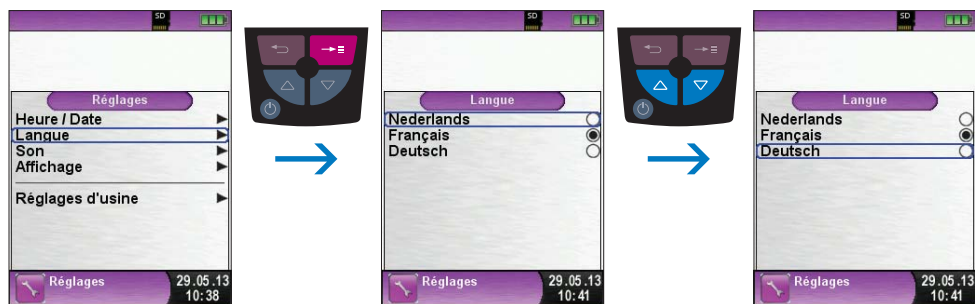 SD
Réglages
Heure / Date
Langue
Son
Affichage
Réglages d'usine
Réglages
29.05.13
10:38
SD
Langue
Nederlands
Français
Deutsch
Réglages
29.05.13
10:41
SD
Langue
Nederlands
Français
Deutsch
Réglages
29.05.13
10:41